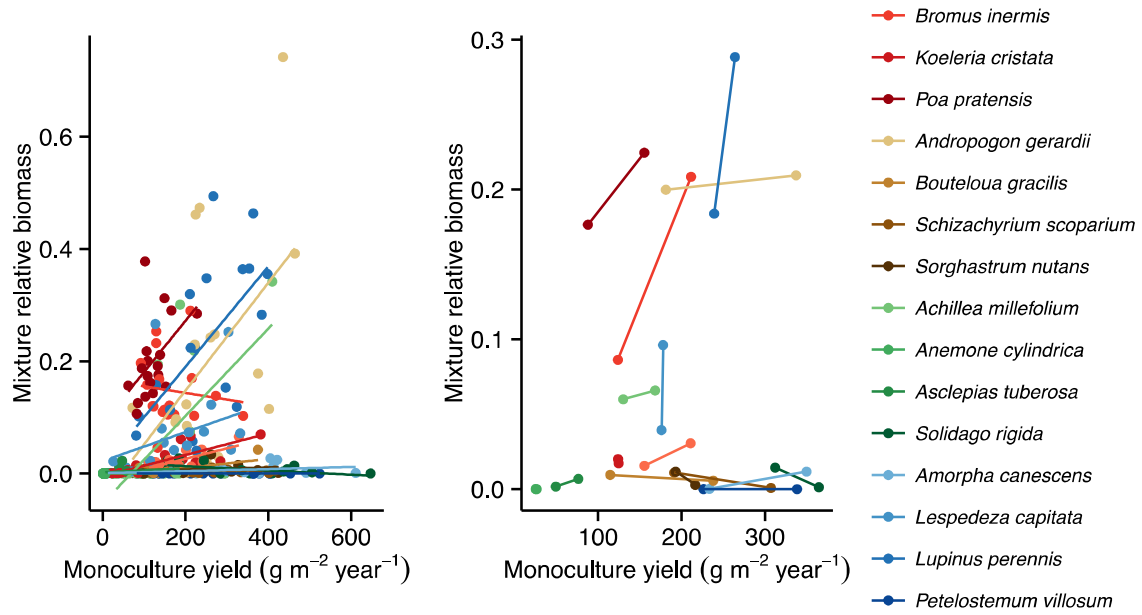 Mixture relative biomass
0.6
0.4
0.2
0.0
0
200
400
600
Monoculture yield (g m⁻² year⁻¹)
Mixture relative biomass
0.3
0.2
0.1
0.0
100
200
300
Monoculture yield (g m⁻² year⁻¹)
Bromus inermis
Koeleria cristata
Poa pratensis
Andropogon gerardii
Bouteloua gracilis
Schizachyrium scoparium
Sorghastrum nutans
Achillea millefolium
Anemone cylindrica
Asclepias tuberosa
Solidago rigida
Amorpha canescens
Lespedeza capitata
Lupinus perennis
Petelostemum villosum